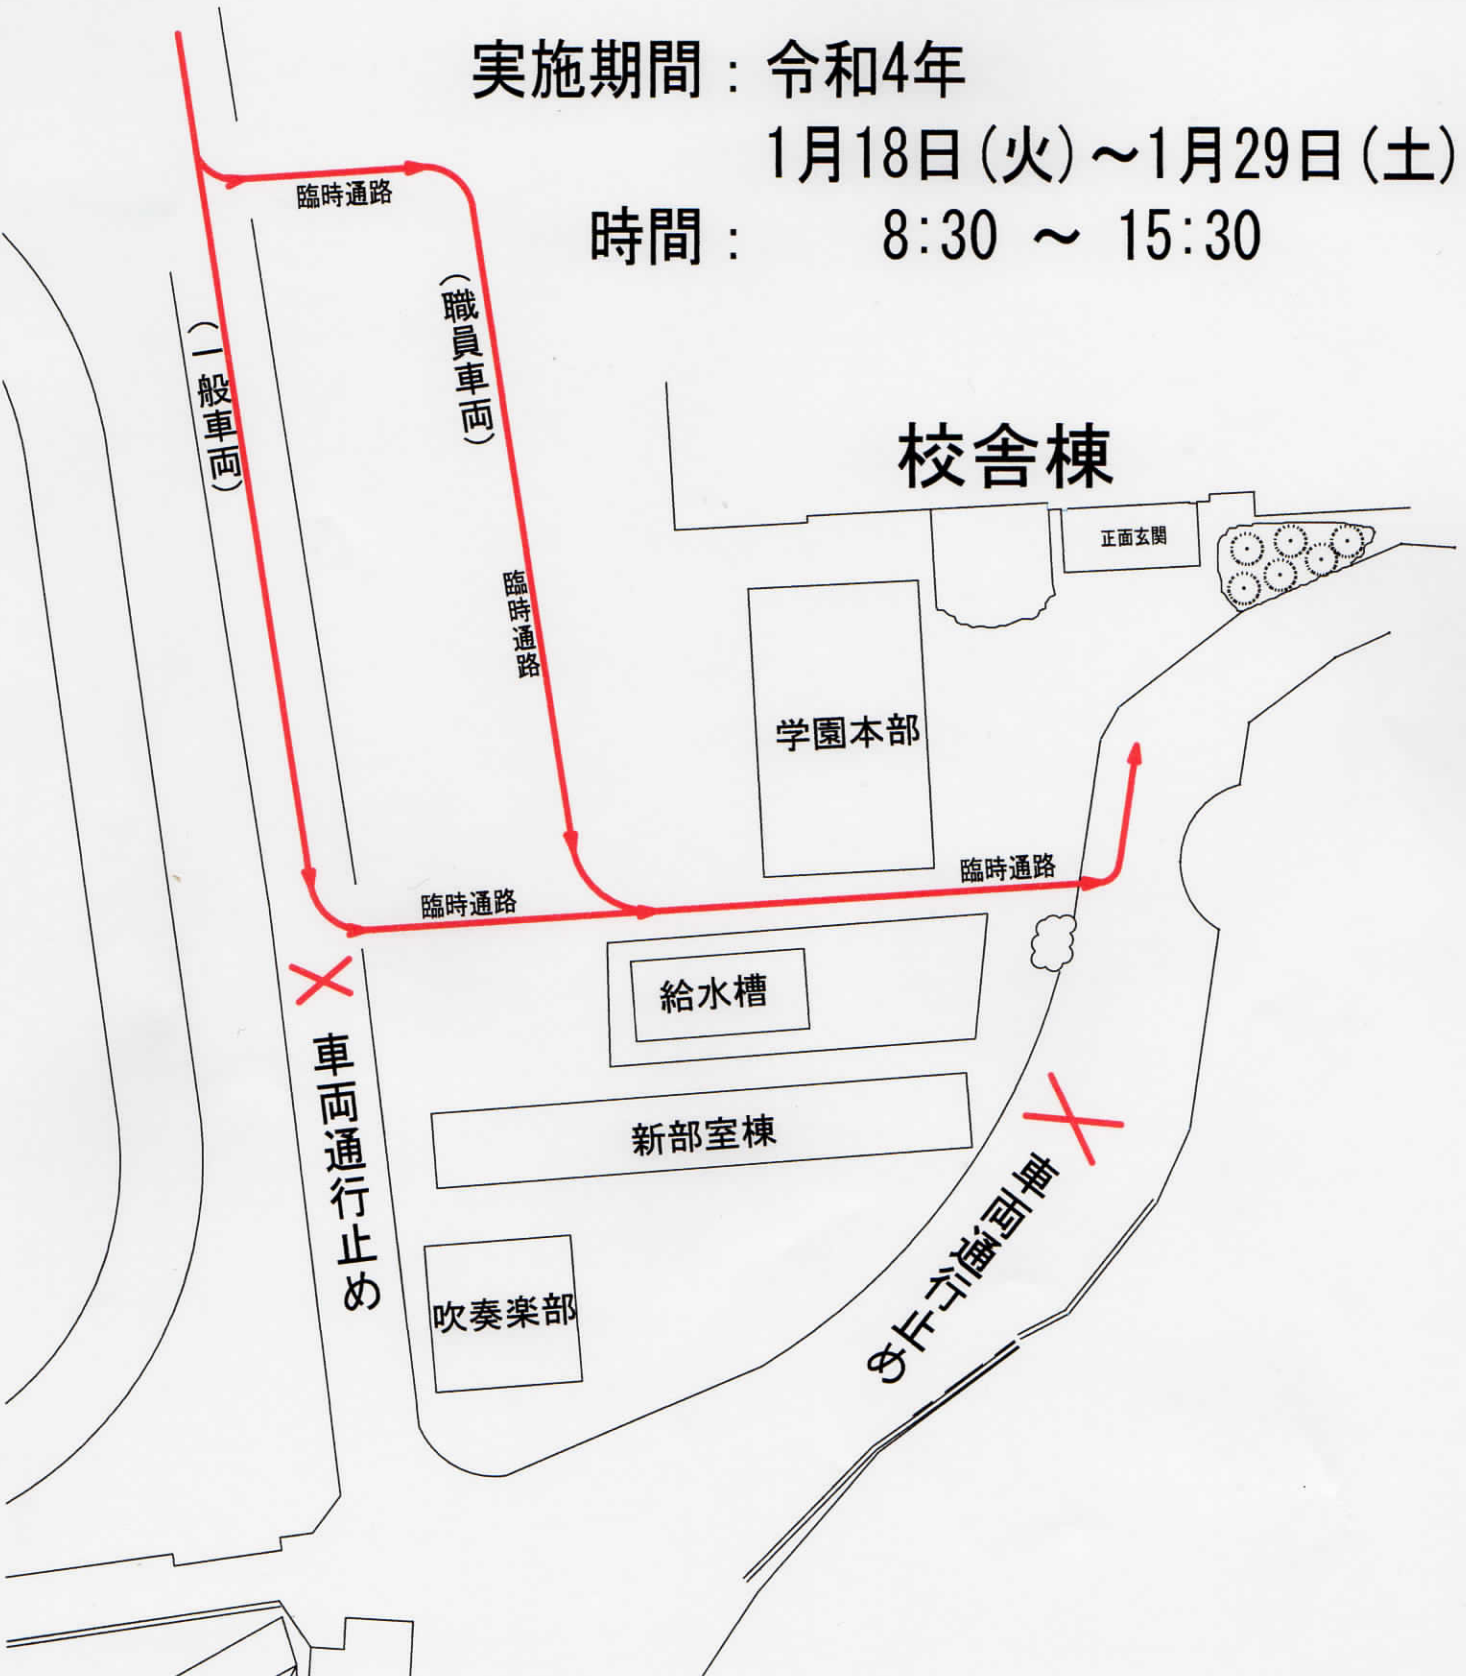 実施期間：令和4年
1月18日(火)～1月29日(土)
時間： 8:30 ～ 15:30
臨時通路
(職員車両)
(一般車両)
校舎棟
正面玄関
臨時通路
学園本部
臨時通路
臨時通路
給水槽
車両通行止め
新部室棟
車両通行止め
吹奏楽部